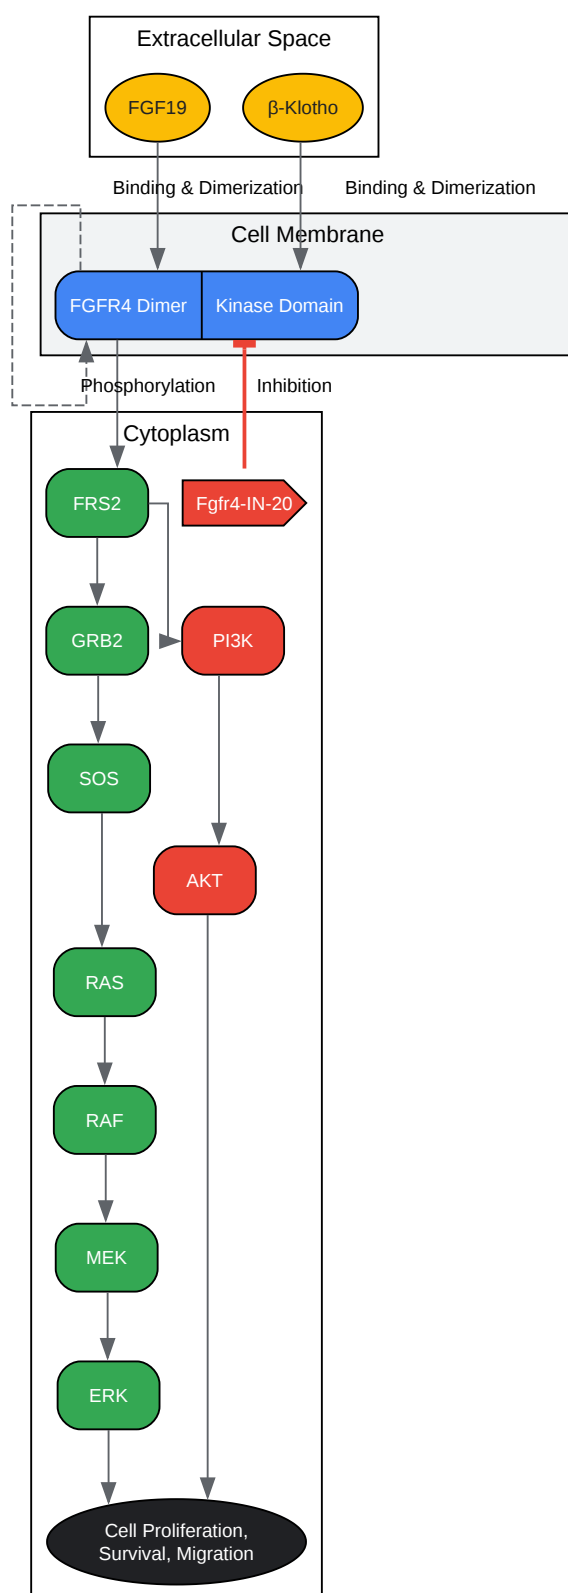 Extracellular Space
FGF19
β-Klotho
Binding & Dimerization
Binding & Dimerization
Cell Membrane
FGFR4 Dimer
Kinase Domain
Phosphorylation
Inhibition
Cytoplasm
FRS2
Fgfr4-IN-20
GRB2
PI3K
SOS
AKT
RAS
RAF
MEK
ERK
Cell Proliferation,
Survival, Migration